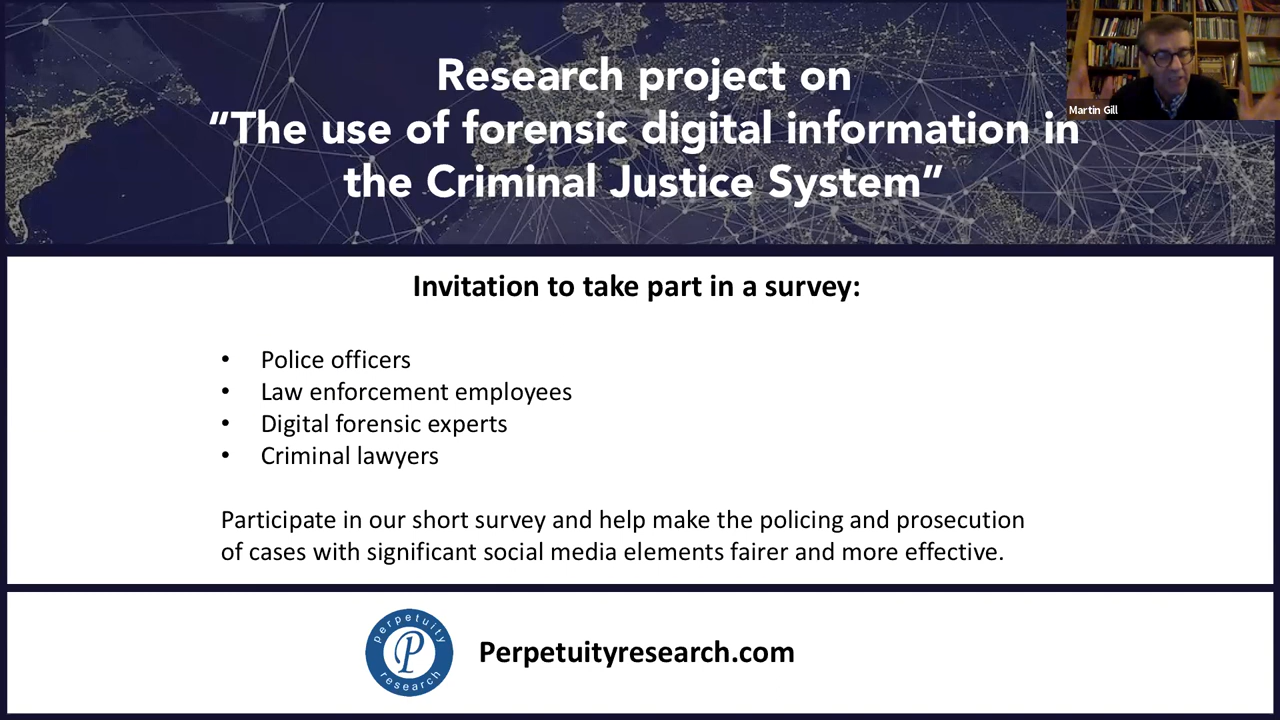 Research project on
“The use of forensic digital information in
the Criminal Justice System”
Martin Gill
Invitation to take part in a survey:
• Police officers
• Law enforcement employees
• Digital forensic experts
• Criminal lawyers
Participate in our short survey and help make the policing and prosecution
of cases with significant social media elements fairer and more effective.
perpetuity
P
research
Perpetuityresearch.com